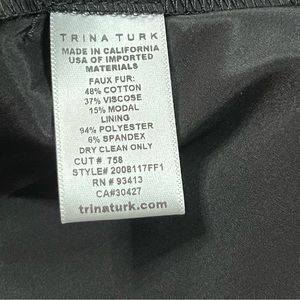 TRINA TURK
MADE IN CALIFORNIA
USA OF IMPORTED
MATERIALS
FAUX FUR:
48% COTTON
37% VISCOSE
15% MODAL
LINING
94% POLYESTER
6% SPANDEX
DRY CLEAN ONLY
CUT# 758
STYLE# 2008117FF1
RN # 93413
CA#30427
trinaturk.com